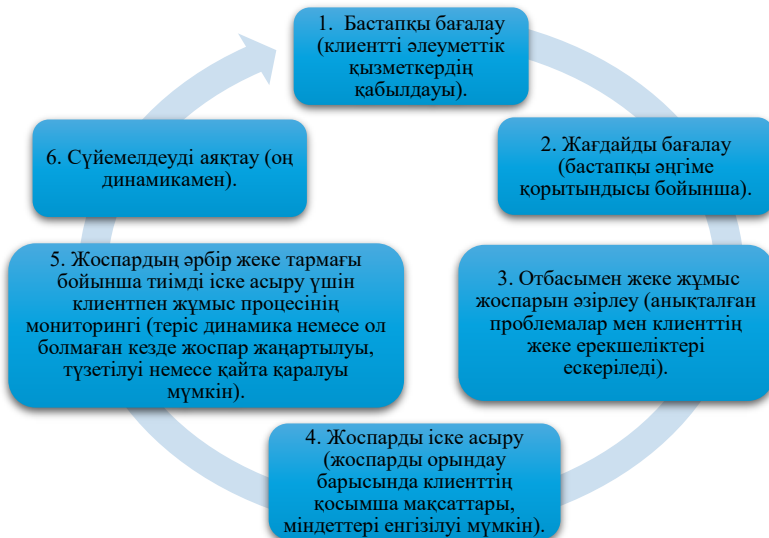 1. Бастапқы бағалау
(клиентті әлеуметтік
қызметкердің
қабылдауы).
2. Жағдайды бағалау
(бастапқы әңгіме
қорытындысы бойынша).
3. Отбасымен жеке жұмыс
жоспарын әзірлеу (анықталған
проблемалар мен клиенттің
жеке ерекшеліктері
ескеріледі).
4. Жоспарды іске асыру
(жоспарды орындау
барысында клиенттің
қосымша мақсаттары,
міндеттері енгізілуі мүмкін).
5. Жоспардың әрбір жеке тармағы
бойынша тиімді іске асыру үшін
клиентпен жұмыс процесінің
мониторингі (теріс динамика немесе ол
болмаған кезде жоспар жаңартылуы,
түзетілуі немесе қайта қаралуы
мүмкін).
6. Сүйемелдеуді аяқтау (оң
динамикамен).